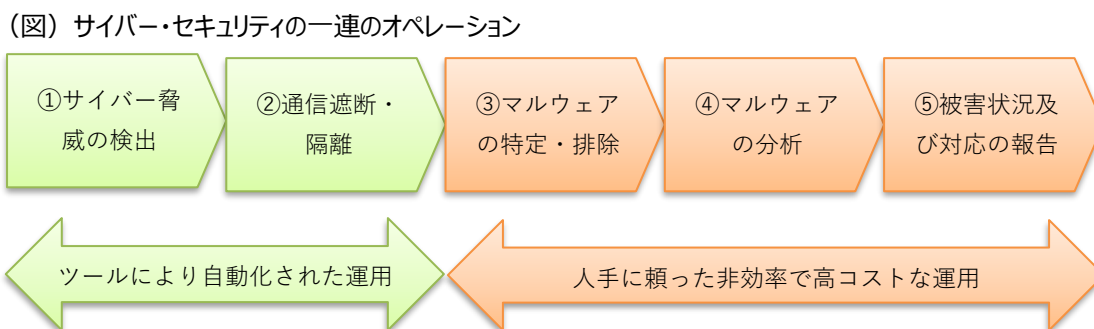 （図）サイバー・セキュリティの一連のオペレーション
①サイバー脅
威の検出
②通信遮断・
隔離
③マルウェア
の特定・排除
④マルウェア
の分析
⑤被害状況及
び対応の報告
ツールにより自動化された運用
人手に頼った非効率で高コストな運用